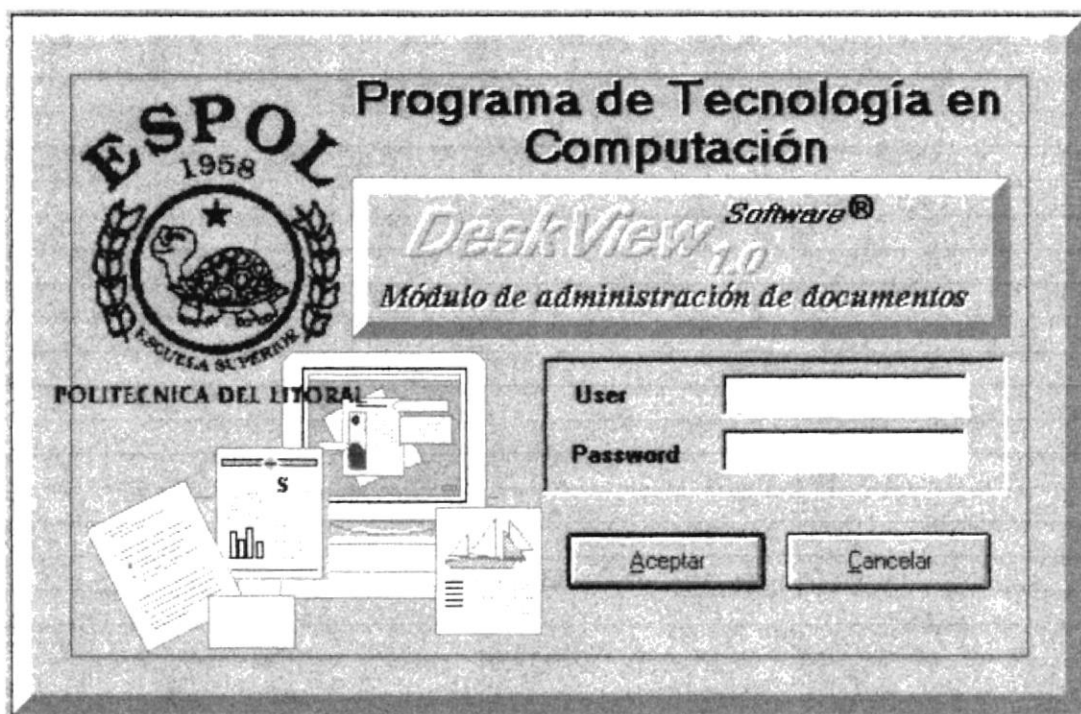 ESPOL
1958
ESCUELA SUPERIOR
POLITECNICA DEL LITORAL
Programa de Tecnología en
Computación
DeskView 1.0 Software®
Módulo de administración de documentos
S
User
Password
Aceptar
Cancelar